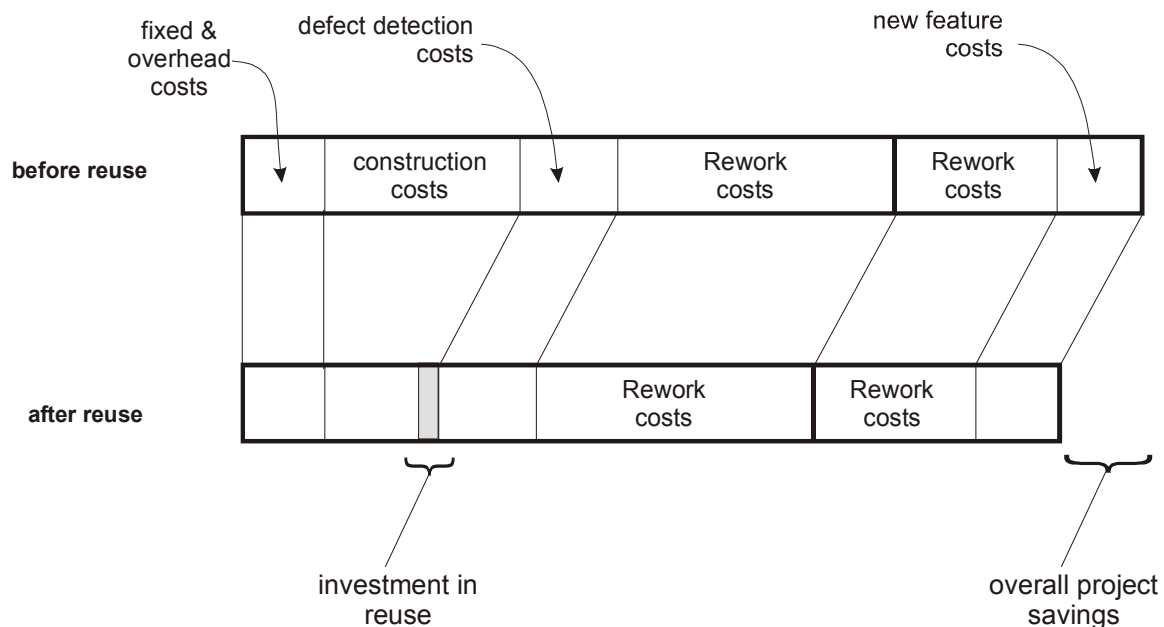 fixed &
overhead
costs
defect detection
costs
new feature
costs
before reuse
construction
costs
Rework
costs
Rework
costs
after reuse
Rework
costs
Rework
costs
investment in
reuse
overall project
savings